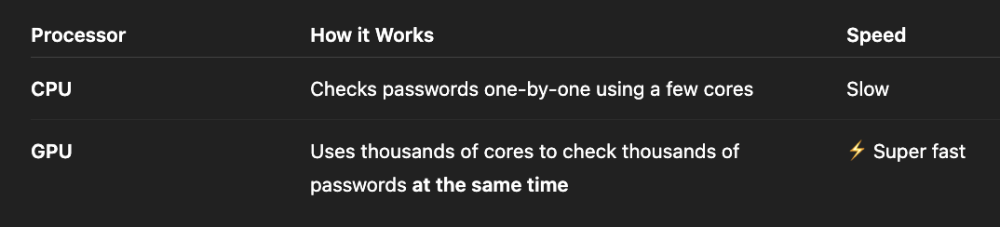 Processor How it Works Speed
CPU Checks passwords one-by-one using a few cores Slow
GPU Uses thousands of cores to check thousands of ⚡ Super fast
passwords at the same time